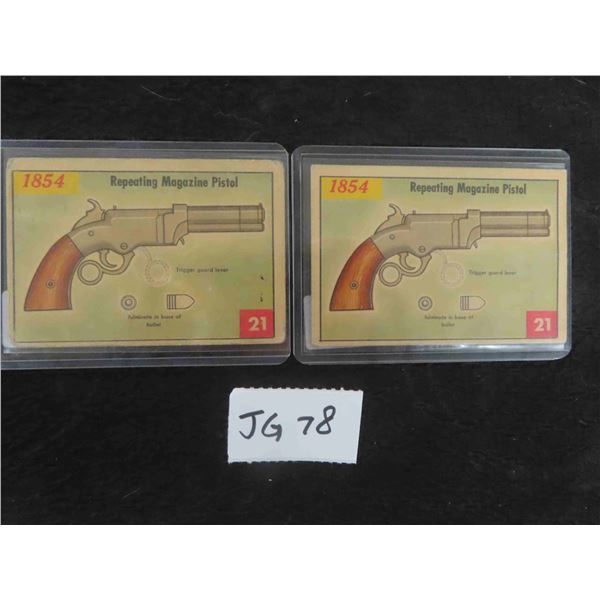 1854
Repeating Magazine Pistol
Trigger guard lever
fulminate in base of
bullet
21
1854
Repeating Magazine Pistol
Trigger guard lever
fulminate in base of
bullet
21
JG 78